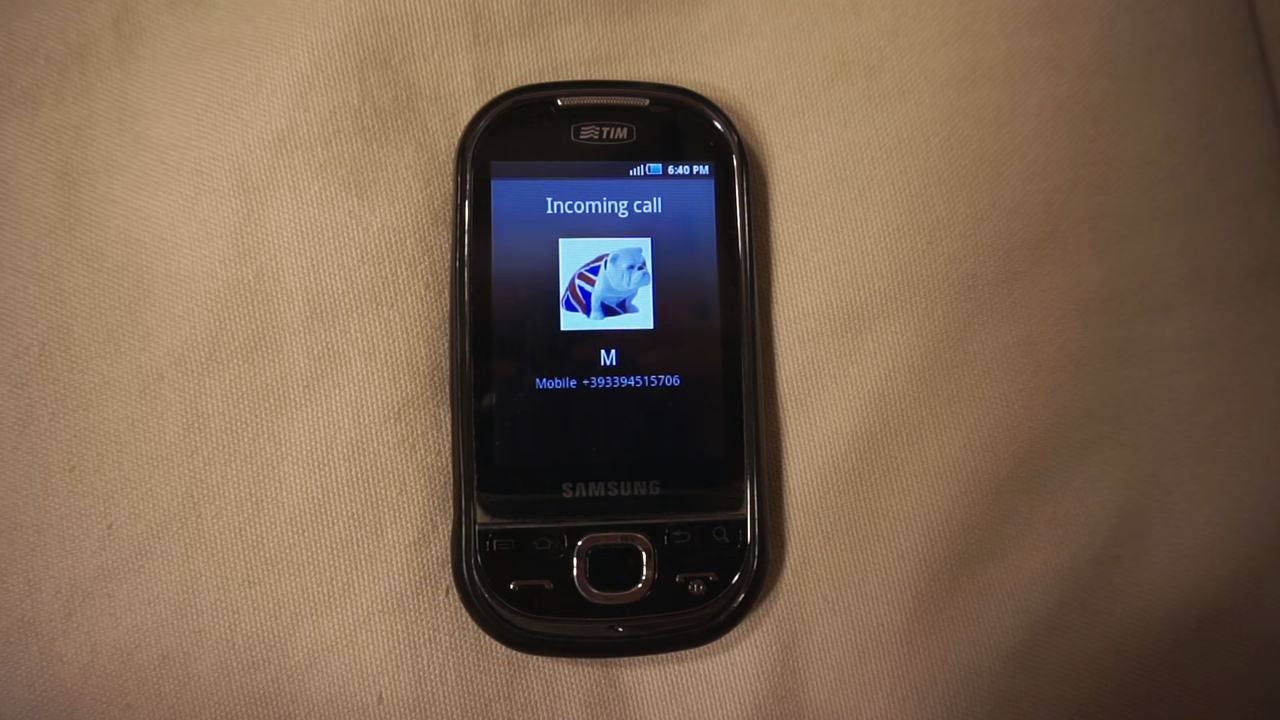 TIM
6:40 PM
Incoming call
M
Mobile +393394515706
SAMSUNG